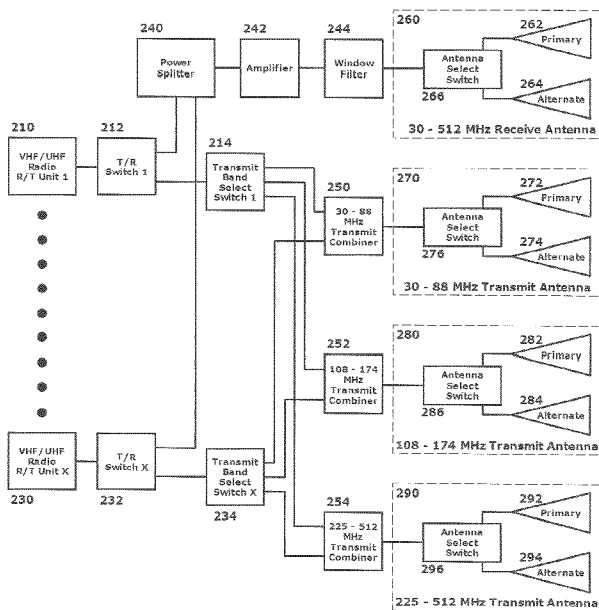 240
Power
Splitter
242
Amplifier
244
Window
Filter
260
Antenna
Select
Switch
266
262
Primary
264
Alternate
30 - 512 MHz Receive Antenna
210
VHF/UHF
Radio
R/T Unit 1
212
T/R
Switch 1
214
Transmit
Band
Select
Switch 1
250
30 - 88
MHz
Transmit
Combiner
270
Antenna
Select
Switch
276
272
Primary
274
Alternate
30 - 88 MHz Transmit Antenna
252
108 - 174
MHz
Transmit
Combiner
280
Antenna
Select
Switch
286
282
Primary
284
Alternate
108 - 174 MHz Transmit Antenna
VHF/UHF
Radio
R/T Unit X
230
T/R
Switch X
232
Transmit
Band
Select
Switch X
234
254
225 - 512
MHz
Transmit
Combiner
290
Antenna
Select
Switch
296
292
Primary
294
Alternate
225 - 512 MHz Transmit Antenna